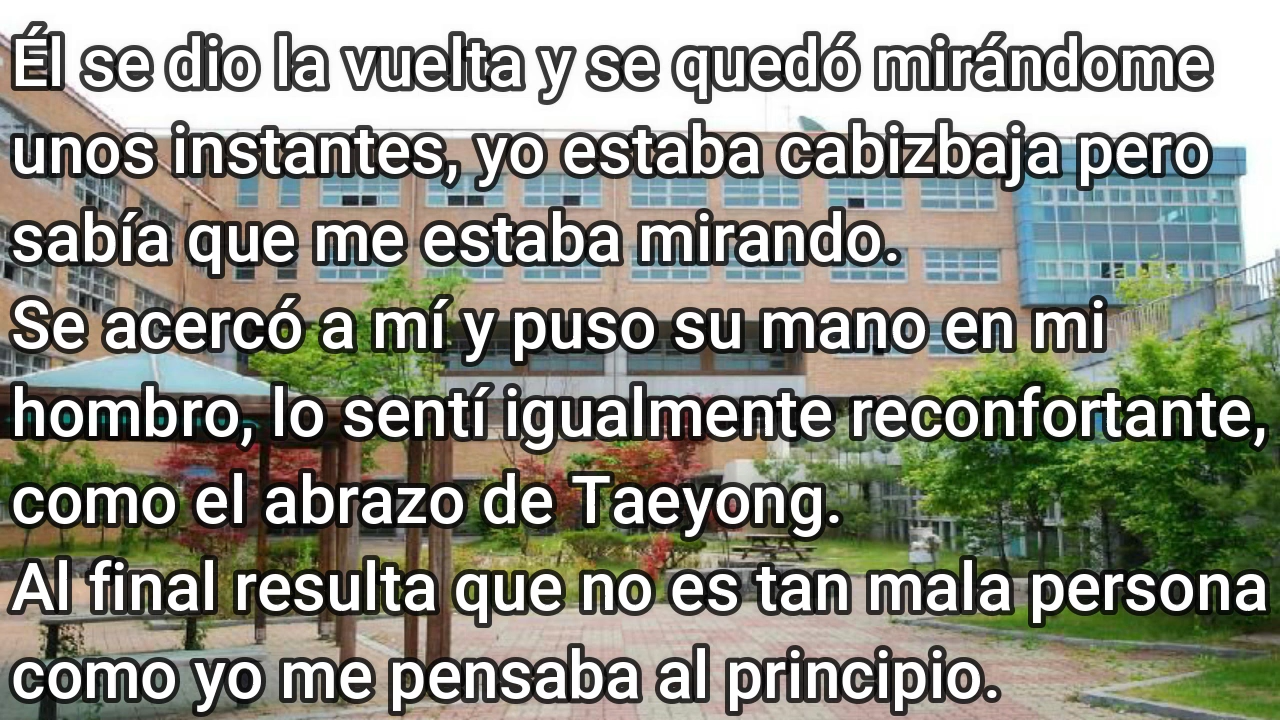 Él se dio la vuelta y se quedó mirándome
unos instantes, yo estaba cabizbaja pero
sabía que me estaba mirando.
Se acercó a mí y puso su mano en mi
hombro, lo sentí igualmente reconfortante,
como el abrazo de Taeyong.
Al final resulta que no es tan mala persona
como yo me pensaba al principio.